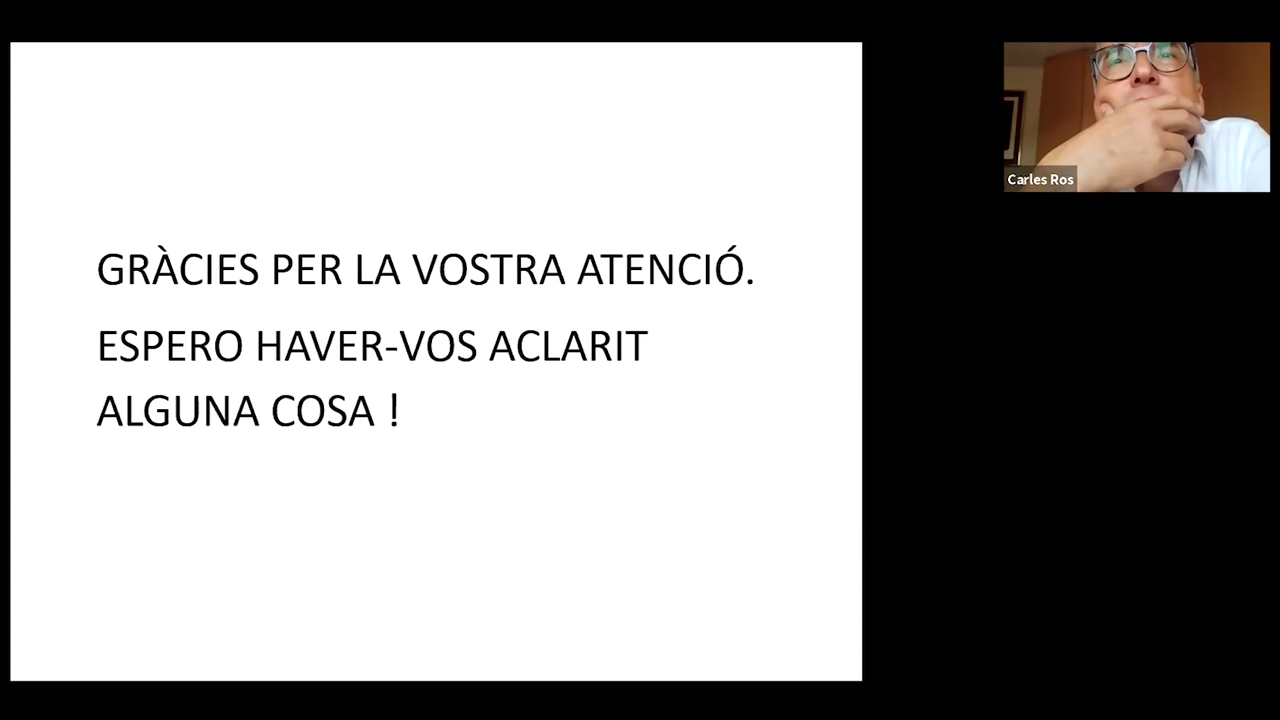 GRÀCIES PER LA VOSTRA ATENCIÓ.
ESPERO HAVER-VOS ACLARIT
ALGUNA COSA !
Carles Ros